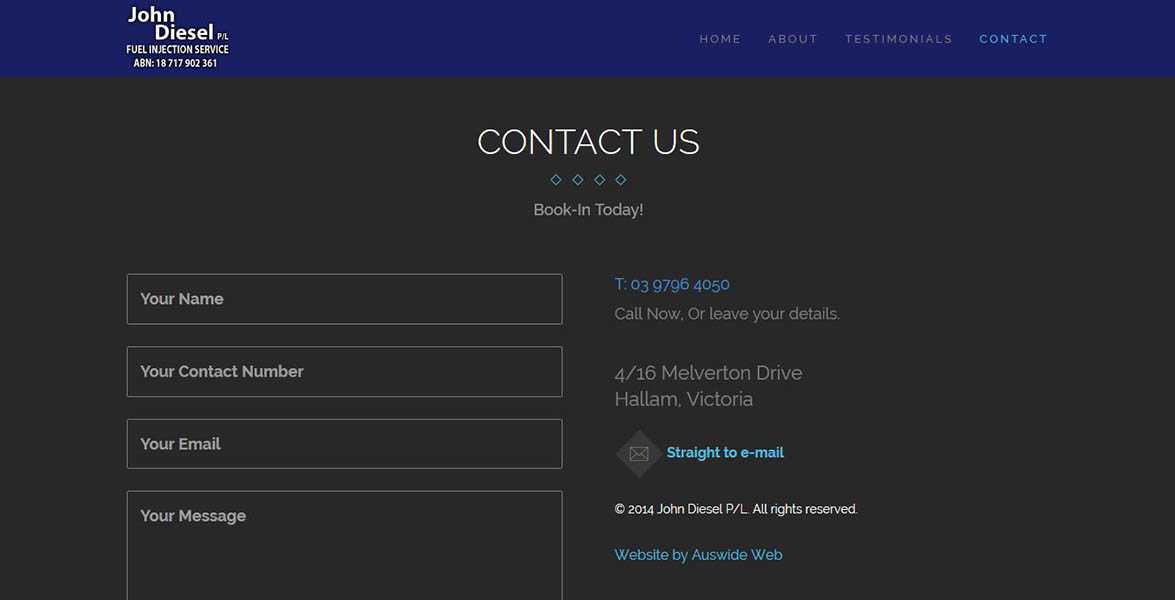 John
Diesel P/L
FUEL INJECTION SERVICE
ABN: 18 717 902 361
HOME ABOUT TESTIMONIALS CONTACT
CONTACT US
Book-In Today!
Your Name
Your Contact Number
Your Email
Your Message
T: 03 9796 4050
Call Now, Or leave your details.
4/16 Melverton Drive
Hallam, Victoria
Straight to e-mail
© 2014 John Diesel P/L. All rights reserved.
Website by Auswide Web